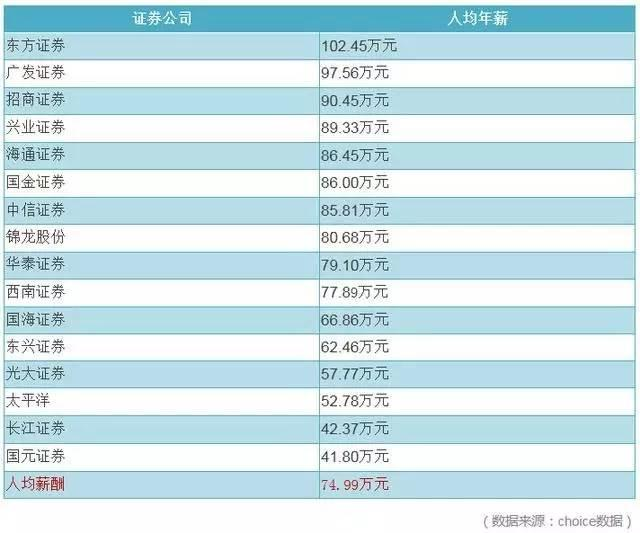 证券公司 人均年薪
东方证券 102.45万元
广发证券 97.56万元
招商证券 90.45万元
兴业证券 89.33万元
海通证券 86.45万元
国金证券 86.00万元
中信证券 85.81万元
锦龙股份 80.68万元
华泰证券 79.10万元
西南证券 77.89万元
国海证券 66.86万元
东兴证券 62.46万元
光大证券 57.77万元
太平洋 52.78万元
长江证券 42.37万元
国元证券 41.80万元
人均薪酬 74.99万元
（数据来源：choice数据）